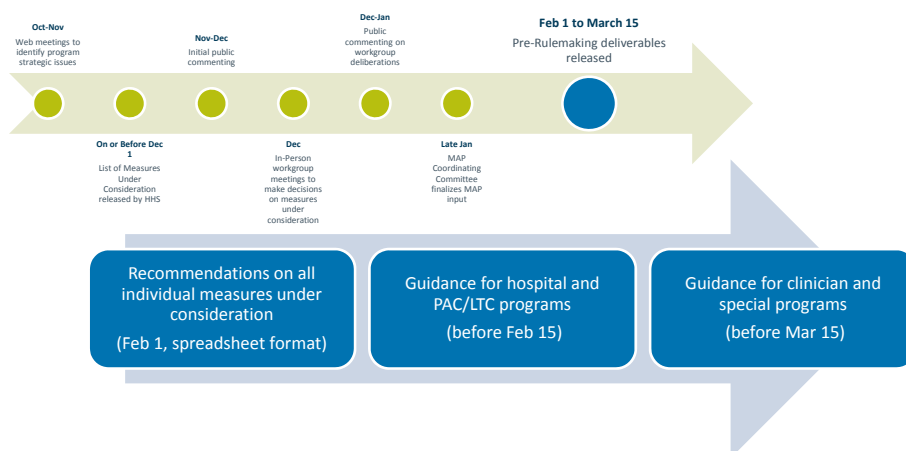 Oct-Nov
Web meetings to
identify program
strategic issues
On or Before Dec
1
List of Measures
Under
Consideration
released by HHS
Nov-Dec
Initial public
commenting
Dec
In-Person
workgroup
meetings to
make decisions
on measures
under
consideration
Dec-Jan
Public
commenting on
workgroup
deliberations
Late Jan
MAP
Coordinating
Committee
finalizes MAP
input
Feb 1 to March 15
Pre-Rulemaking deliverables
released
Recommendations on all
individual measures under
consideration
(Feb 1, spreadsheet format)
Guidance for hospital and
PAC/LTC programs
(before Feb 15)
Guidance for clinician and
special programs
(before Mar 15)